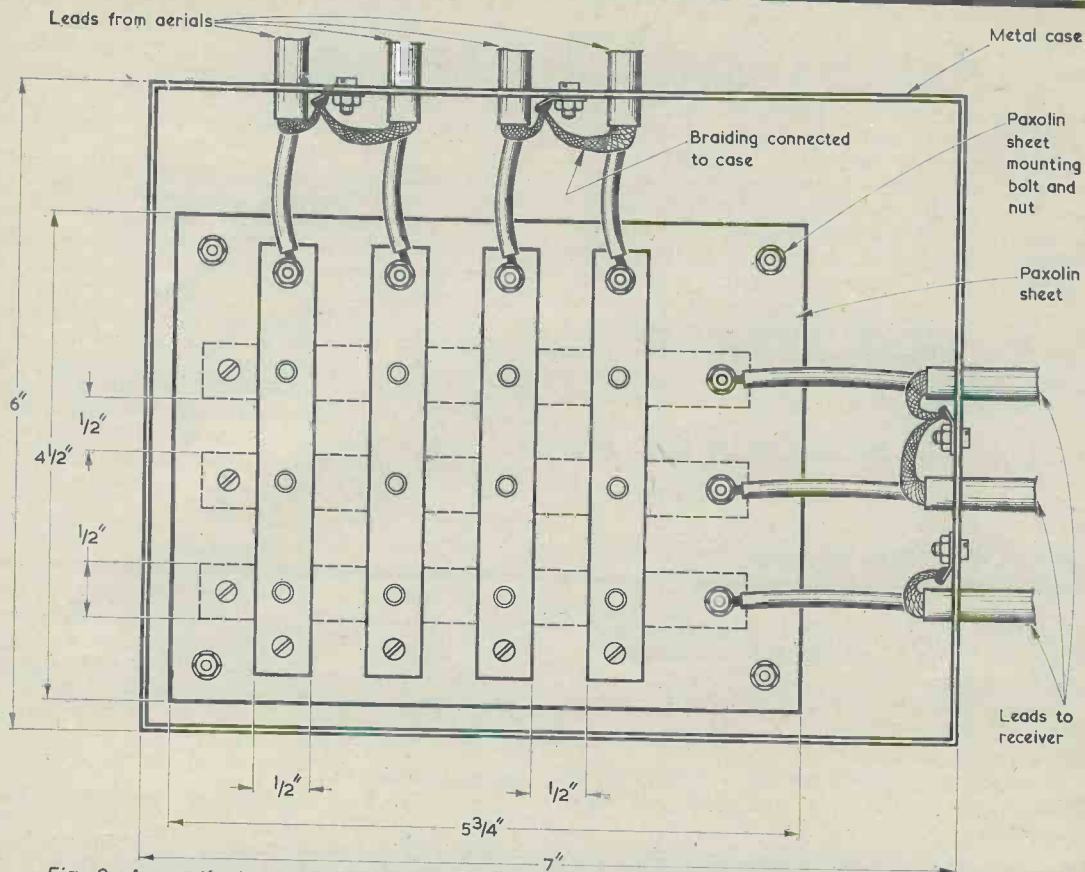 Leads from aerials
Metal case
Paxolin
sheet
mounting
bolt and
nut
Braiding connected
to case
Paxolin
sheet
6"
1/2"
4 1/2"
1/2"
Leads to
receiver
1/2"
1/2"
5 3/4"
7"
Fig.